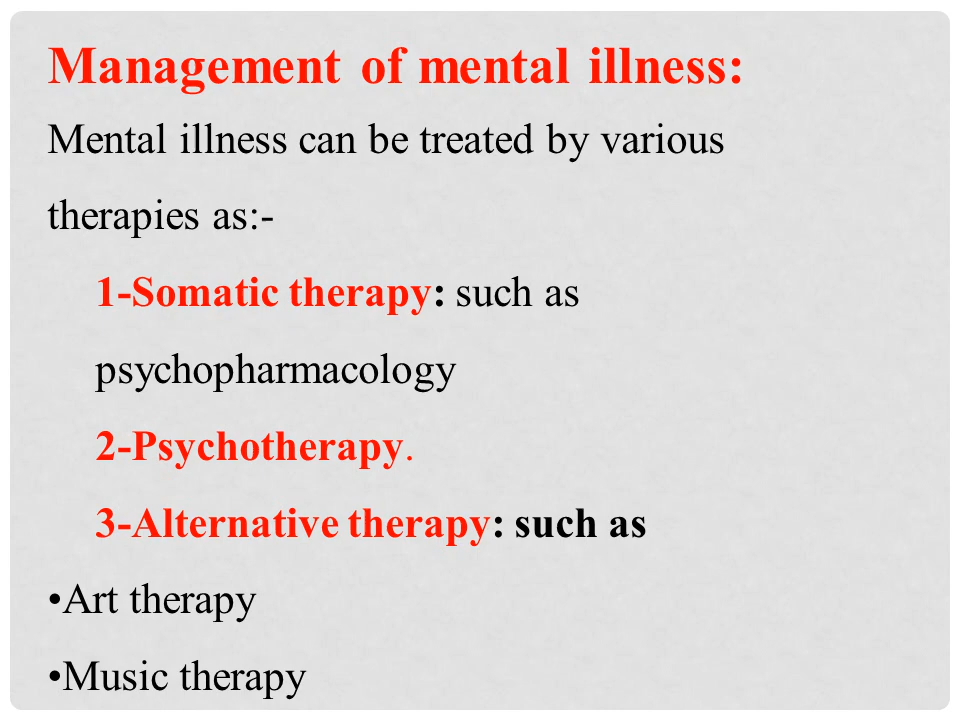 Management of mental illness:
Mental illness can be treated by various
therapies as:-
1-Somatic therapy: such as
psychopharmacology
2-Psychotherapy.
3-Alternative therapy: such as
•Art therapy
•Music therapy